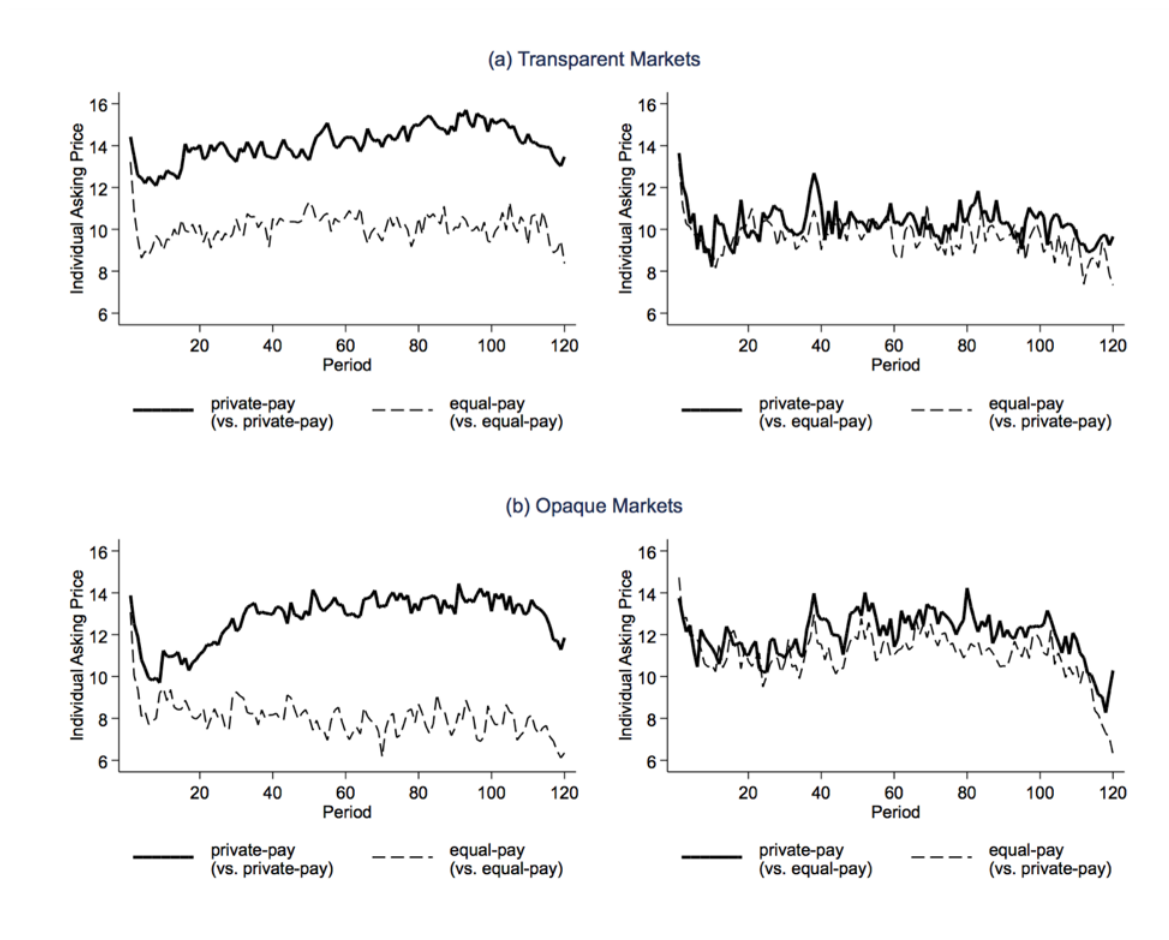 (a) Transparent Markets
Individual Asking Price
16
14
12
10
8
6
20 40 60 80 100 120
Period
private-pay
(vs. private-pay)
equal-pay
(vs. equal-pay)
Individual Asking Price
16
14
12
10
8
6
20 40 60 80 100 120
Period
private-pay
(vs. equal-pay)
equal-pay
(vs. private-pay)
(b) Opaque Markets
Individual Asking Price
16
14
12
10
8
6
20 40 60 80 100 120
Period
private-pay
(vs. private-pay)
equal-pay
(vs. equal-pay)
Individual Asking Price
16
14
12
10
8
6
20 40 60 80 100 120
Period
private-pay
(vs. equal-pay)
equal-pay
(vs. private-pay)